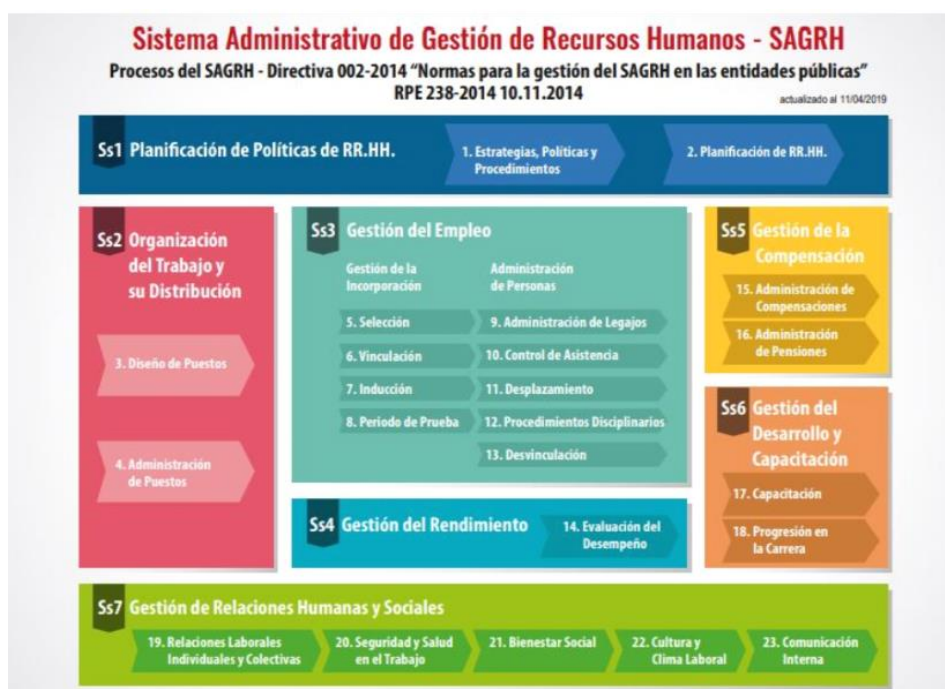 Sistema Administrativo de Gestión de Recursos Humanos - SAGRH
Procesos del SAGRH - Directiva 002-2014 “Normas para la gestión del SAGRH en las entidades públicas”
RPE 238-2014 10.11.2014
actualizado al 11/04/2019
Ss1 Planificación de Políticas de RR.HH.
1. Estrategias, Políticas y
Procedimientos
2. Planificación de RR.HH.
Ss2 Organización
del Trabajo y
su Distribución
3. Diseño de Puestos
4. Administración
de Puestos
Ss3 Gestión del Empleo
Gestión de la
Incorporación
5. Selección
6. Vinculación
7. Inducción
8. Periodo de Prueba
Administración
de Personas
9. Administración de Legajos
10. Control de Asistencia
11. Desplazamiento
12. Procedimientos Disciplinarios
13. Desvinculación
Ss4 Gestión del Rendimiento
14. Evaluación del
Desempeño
Ss5 Gestión de la
Compensación
15. Administración de
Compensaciones
16. Administración
de Pensiones
Ss6 Gestión del
Desarrollo y
Capacitación
17. Capacitación
18. Progresión en
la Carrera
Ss7 Gestión de Relaciones Humanas y Sociales
19. Relaciones Laborales
Individuales y Colectivas
20. Seguridad y Salud
en el Trabajo
21. Bienestar Social
22. Cultura y
Clima Laboral
23. Comunicación
Interna